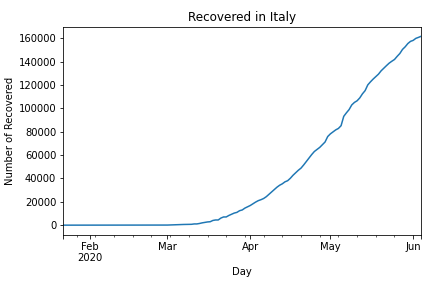 Recovered in Italy
160000
140000
120000
100000
80000
60000
40000
20000
0
Number of Recovered
Feb Mar Apr May Jun
2020
Day